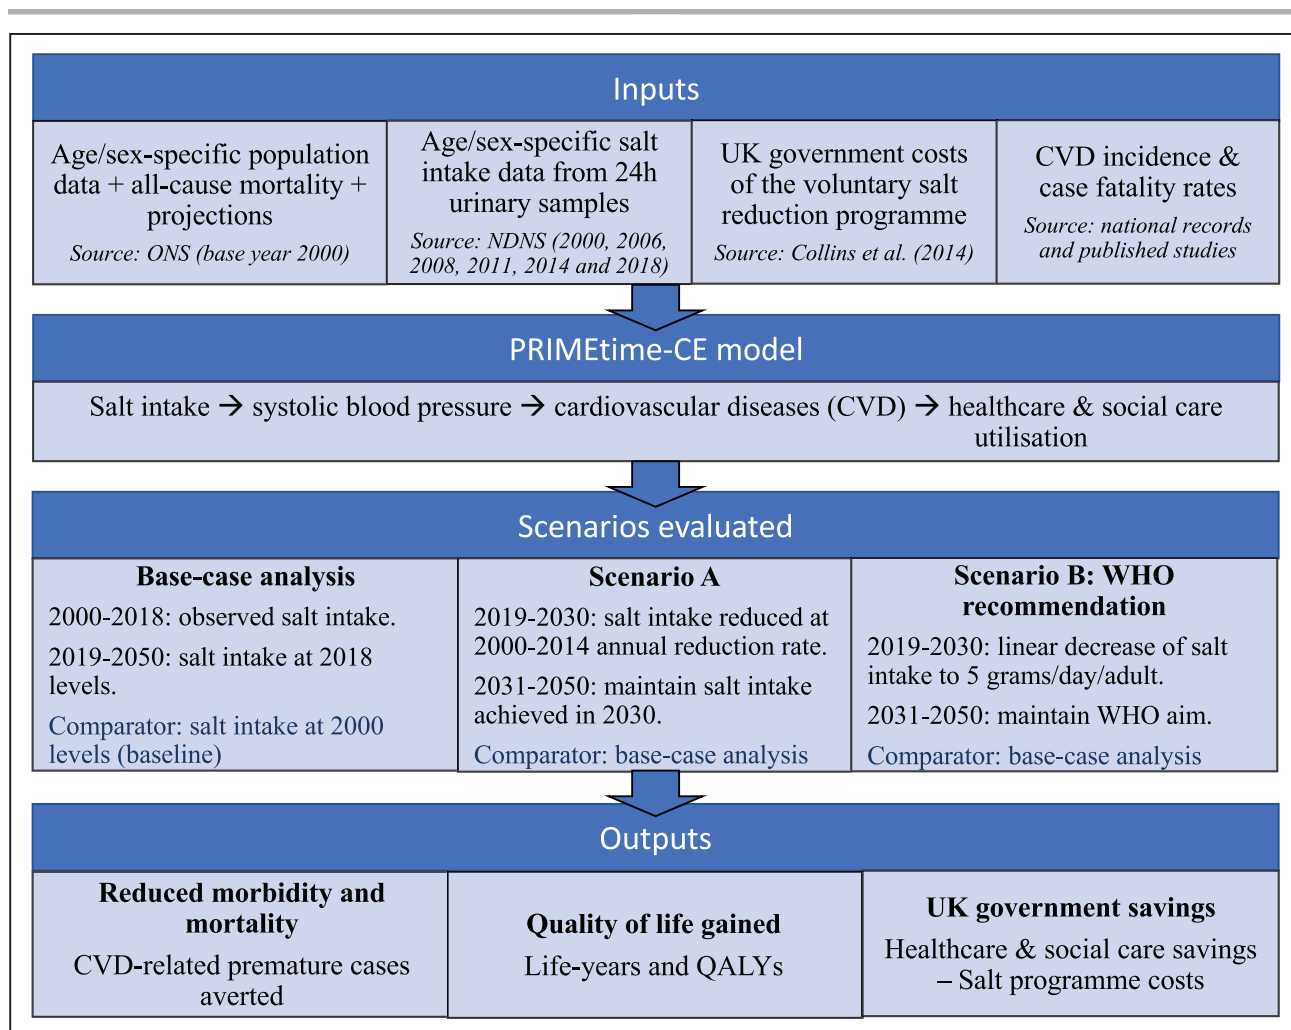 Inputs
Age/sex-specific population
data + all-cause mortality +
projections
Source: ONS (base year 2000)
Age/sex-specific salt
intake data from 24h
urinary samples
Source: NDNS (2000, 2006,
2008, 2011, 2014 and 2018)
UK government costs
of the voluntary salt
reduction programme
Source: Collins et al. (2014)
CVD incidence &
case fatality rates
Source: national records
and published studies
PRIMEtime-CE model
Salt intake → systolic blood pressure → cardiovascular diseases (CVD) → healthcare & social care
utilisation
Scenarios evaluated
Base-case analysis
2000-2018: observed salt intake.
2019-2050: salt intake at 2018
levels.
Comparator: salt intake at 2000
levels (baseline)
Scenario A
2019-2030: salt intake reduced at
2000-2014 annual reduction rate.
2031-2050: maintain salt intake
achieved in 2030.
Comparator: base-case analysis
Scenario B: WHO
recommendation
2019-2030: linear decrease of salt
intake to 5 grams/day/adult.
2031-2050: maintain WHO aim.
Comparator: base-case analysis
Outputs
Reduced morbidity and
mortality
CVD-related premature cases
averted
Quality of life gained
Life-years and QALYs
UK government savings
Healthcare & social care savings
– Salt programme costs